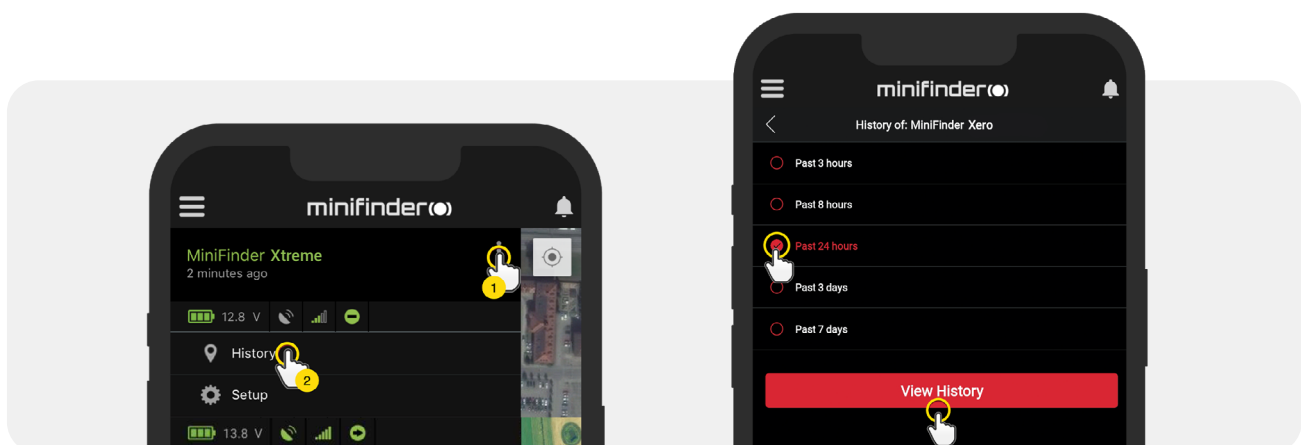 minifinder
MiniFinder Xtreme
2 minutes ago
1
12.8 V
History
2
Setup
13.8 V
minifinder
History of: MiniFinder Xero
Past 3 hours
Past 8 hours
Past 24 hours
Past 3 days
Past 7 days
View History